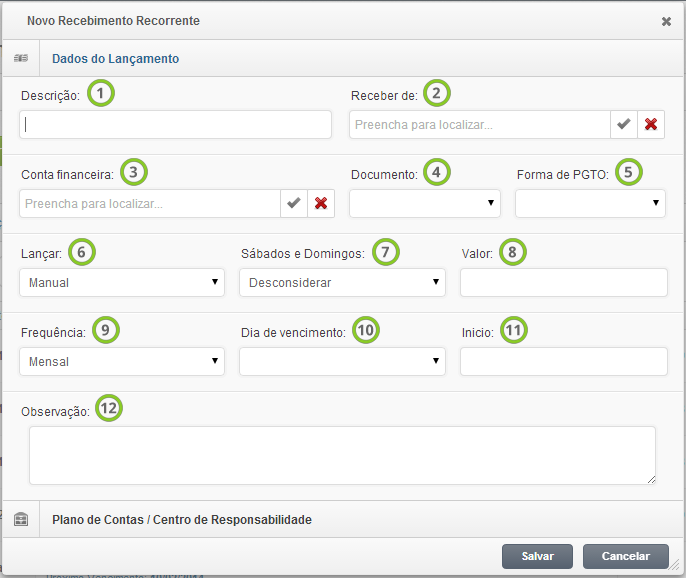 Novo Recebimento Recorrente
Dados do Lançamento
Descrição: 1 Receber de: 2
Preencha para localizar...
Conta financeira: 3 Documento: 4 Forma de PGTO: 5
Preencha para localizar...
Lançar: 6 Sábados e Domingos: 7 Valor: 8
Manual Desconsiderar
Frequência: 9 Dia de vencimento: 10 Inicio: 11
Mensal
Observação: 12
Plano de Contas / Centro de Responsabilidade
Salvar Cancelar